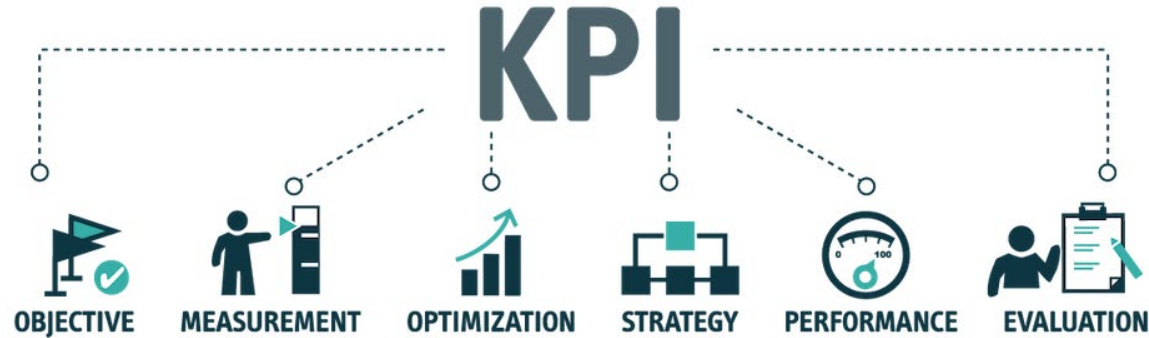 KPI
0 100
OBJECTIVE MEASUREMENT OPTIMIZATION STRATEGY PERFORMANCE EVALUATION